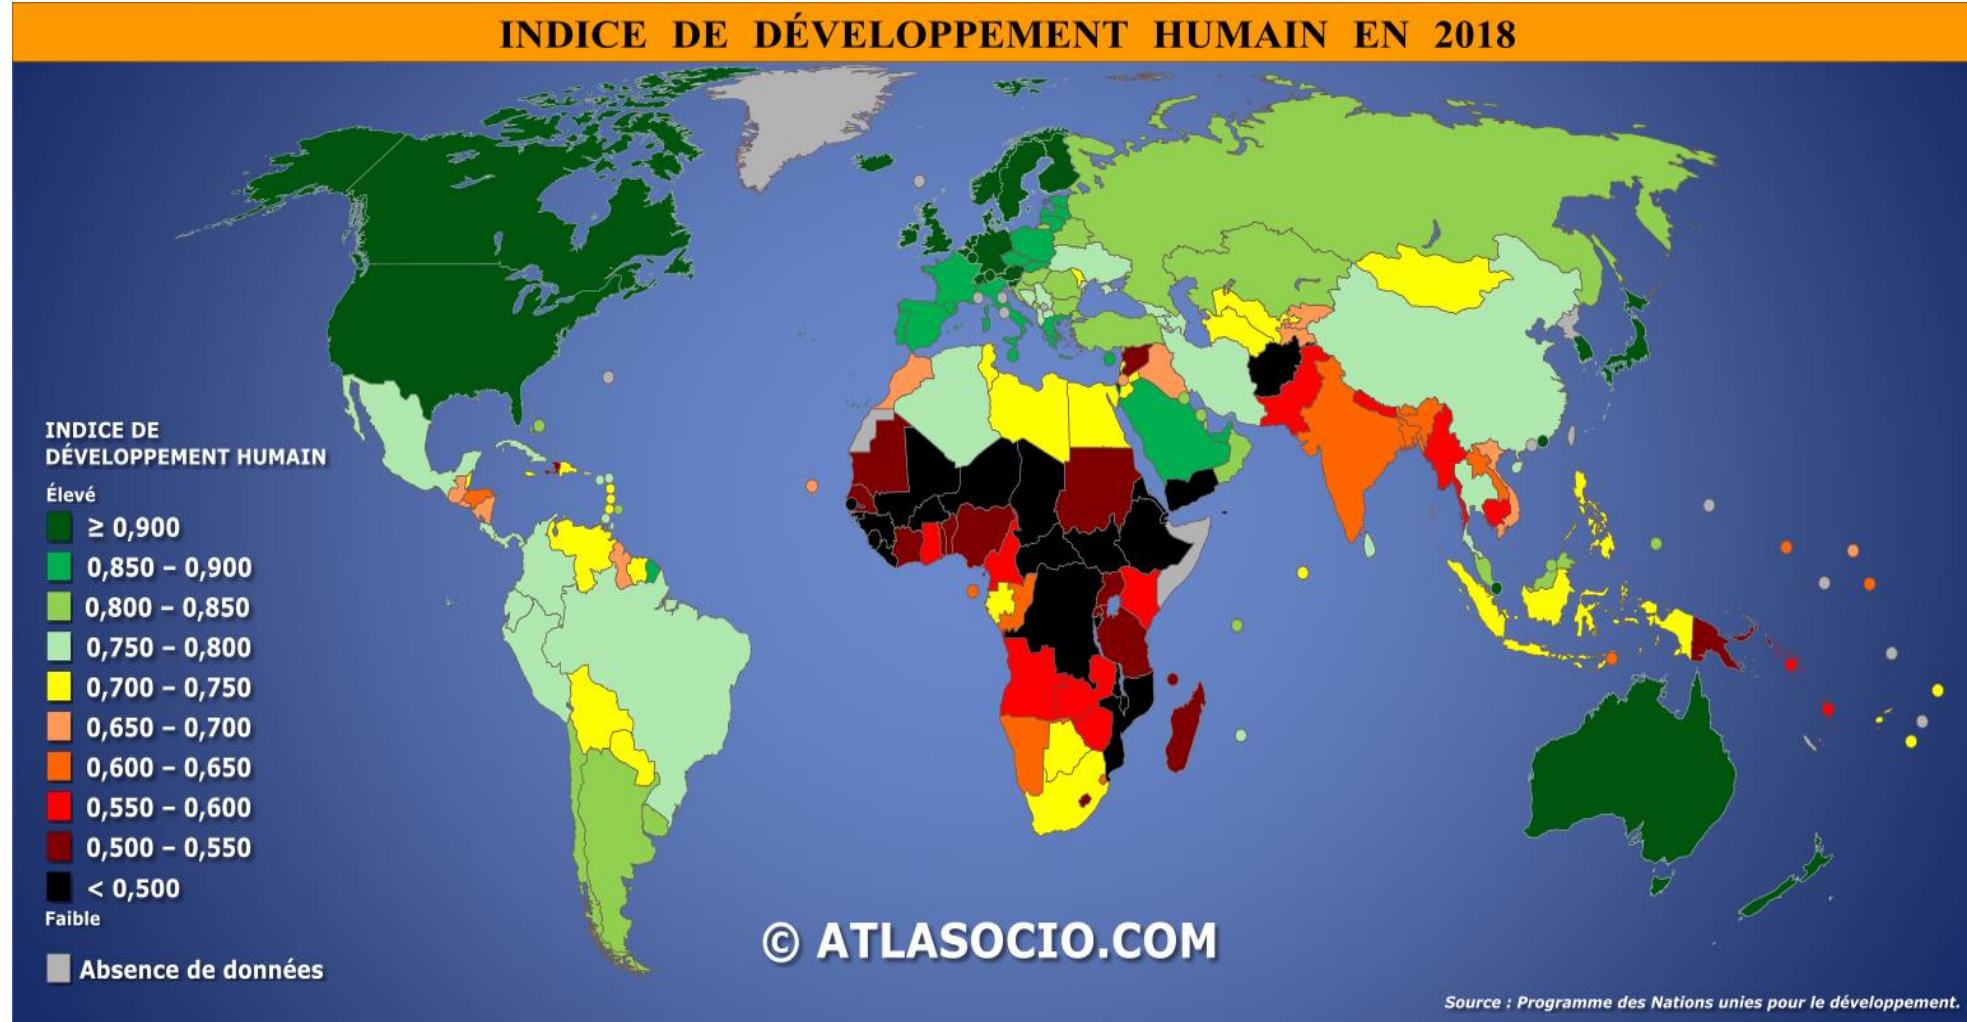 INDICE DE DÉVELOPPEMENT HUMAIN EN 2018
INDICE DE
DÉVELOPPEMENT HUMAIN
Élevé
≥ 0,900
0,850 – 0,900
0,800 – 0,850
0,750 – 0,800
0,700 – 0,750
0,650 – 0,700
0,600 – 0,650
0,550 – 0,600
0,500 – 0,550
< 0,500
Faible
Absence de données
© ATLASOCIO.COM
Source : Programme des Nations unies pour le développement.